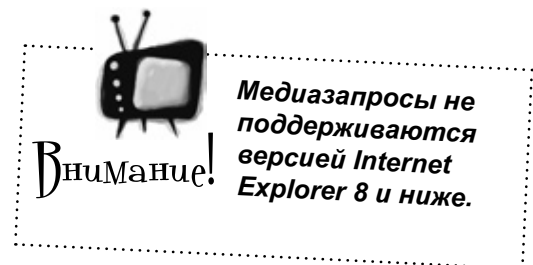 Внимание!
Медиазапросы не
поддерживаются
версией Internet
Explorer 8 и ниже.